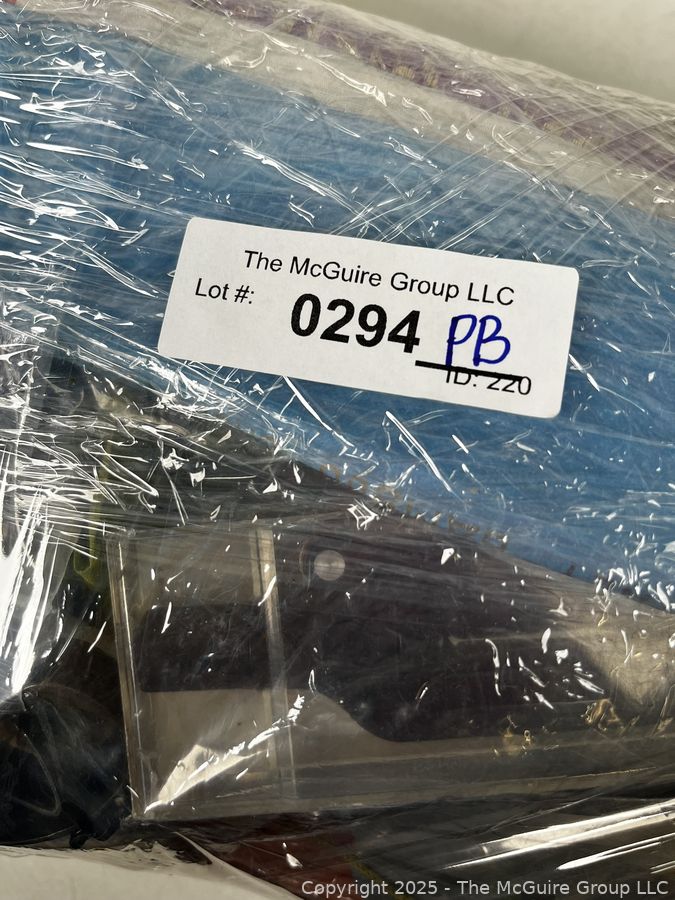 The McGuire Group LLC
Lot #:
0294 PB
ID: 220
Copyright 2025 - The McGuire Group LLC